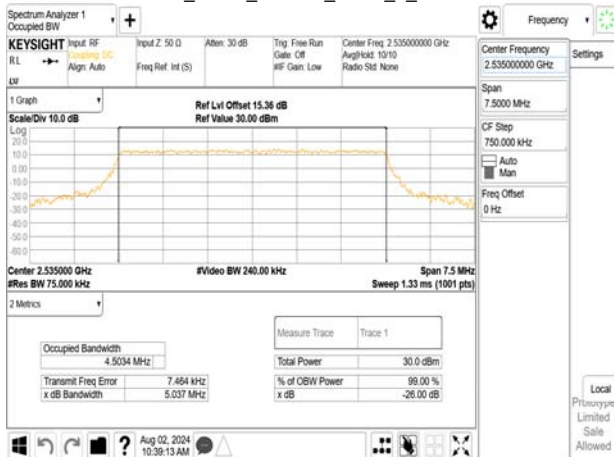 Spectrum Analyzer 1
Occupied BW
Frequency
KEYSIGHT
RL
Input: RF
Coupling: DC
Align: Auto
Input Z: 50 Ω
Freq Ref: Int (S)
Atten: 30 dB
Trig: Free Run
Gate: Off
#IF Gain: Low
Center Freq: 2.535000000 GHz
Avg|Hold: 10/10
Radio Std: None
Center Frequency
2.535000000 GHz
Settings
Span
7.5000 MHz
CF Step
750.000 kHz
Auto
Man
Freq Offset
0 Hz
1 Graph
Scale/Div 10.0 dB
Ref Lvl Offset 15.36 dB
Ref Value 30.00 dBm
Log
20.0
10.0
0.00
-10.0
-20.0
-30.0
-40.0
-50.0
-60.0
Center 2.535000 GHz
#Video BW 240.00 kHz
Span 7.5 MHz
#Res BW 75.000 kHz
Sweep 1.33 ms (1001 pts)
2 Metrics
Measure Trace
Trace 1
Occupied Bandwidth
4.5034 MHz
Total Power
30.0 dBm
Transmit Freq Error
7.464 kHz
% of OBW Power
99.00 %
x dB Bandwidth
5.037 MHz
x dB
-26.00 dB
Local
Prototype
Limited
Sale
Allowed
Aug 02, 2024
10:39:13 AM